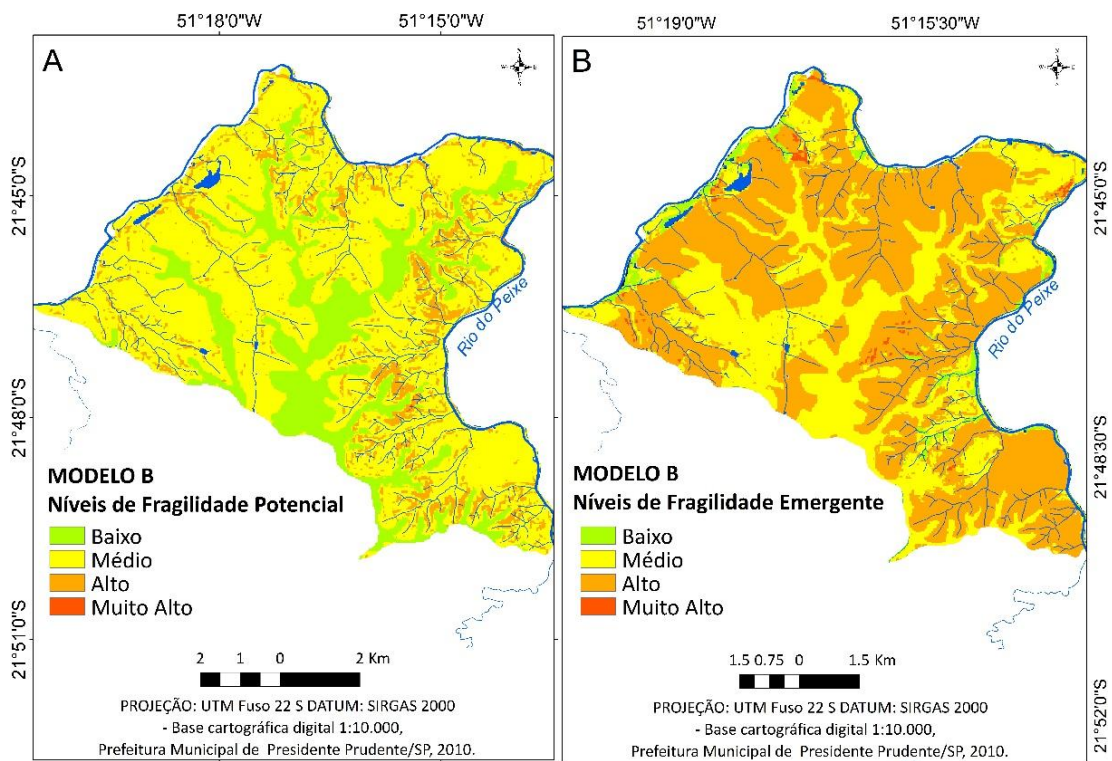 51°18'0"W
51°15'0"W
51°19'0"W
51°15'30"W
A
B
21°45'0"S
21°48'0"S
21°51'0"S
Rio do Peixe
MODELO B
Níveis de Fragilidade Potencial
Baixo
Médio
Alto
Muito Alto
2 1 0 2 Km
PROJEÇÃO: UTM Fuso 22 S DATUM: SIRGAS 2000
- Base cartográfica digital 1:10.000,
Prefeitura Municipal de Presidente Prudente/SP, 2010.
Rio do Peixe
MODELO B
Níveis de Fragilidade Emergente
Baixo
Médio
Alto
Muito Alto
1.5 0.75 0 1.5 Km
PROJEÇÃO: UTM Fuso 22 S DATUM: SIRGAS 2000
- Base cartográfica digital 1:10.000,
Prefeitura Municipal de Presidente Prudente/SP, 2010.
21°45'0"S
21°48'30"S
21°52'0"S